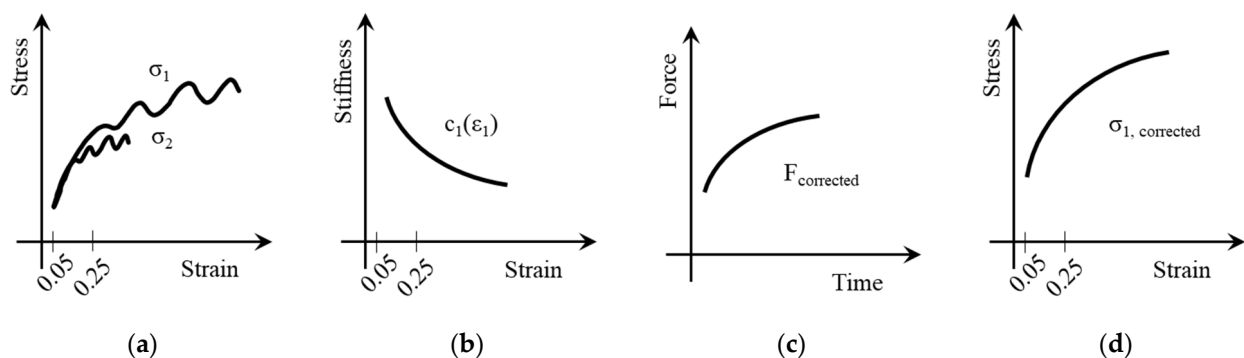 Stress
σ1
σ2
0.05
0.25
Strain
(a)
Stiffness
c1(ε1)
0.05
0.25
Strain
(b)
Force
Fcorrected
Time
(c)
Stress
σ1, corrected
0.05
0.25
Strain
(d)